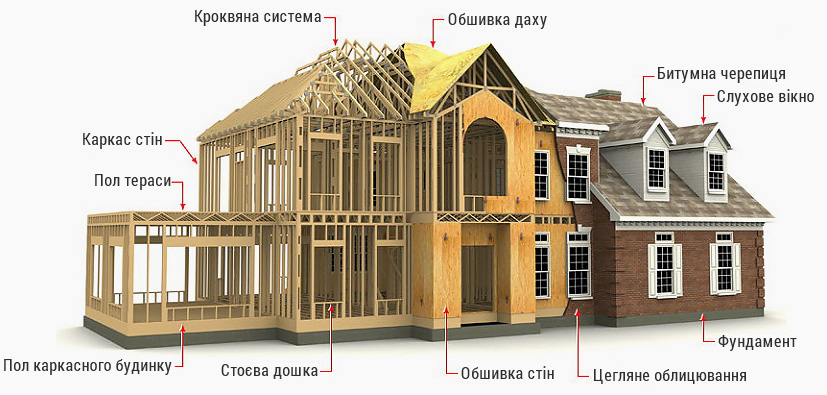 Кроквяна система
Обшивка даху
Битумна черепиця
Слухове вікно
Каркас стін
Пол тераси
Фундамент
Пол каркасного будинку
Стоєва дошка
Обшивка стін
Цегляне облицювання